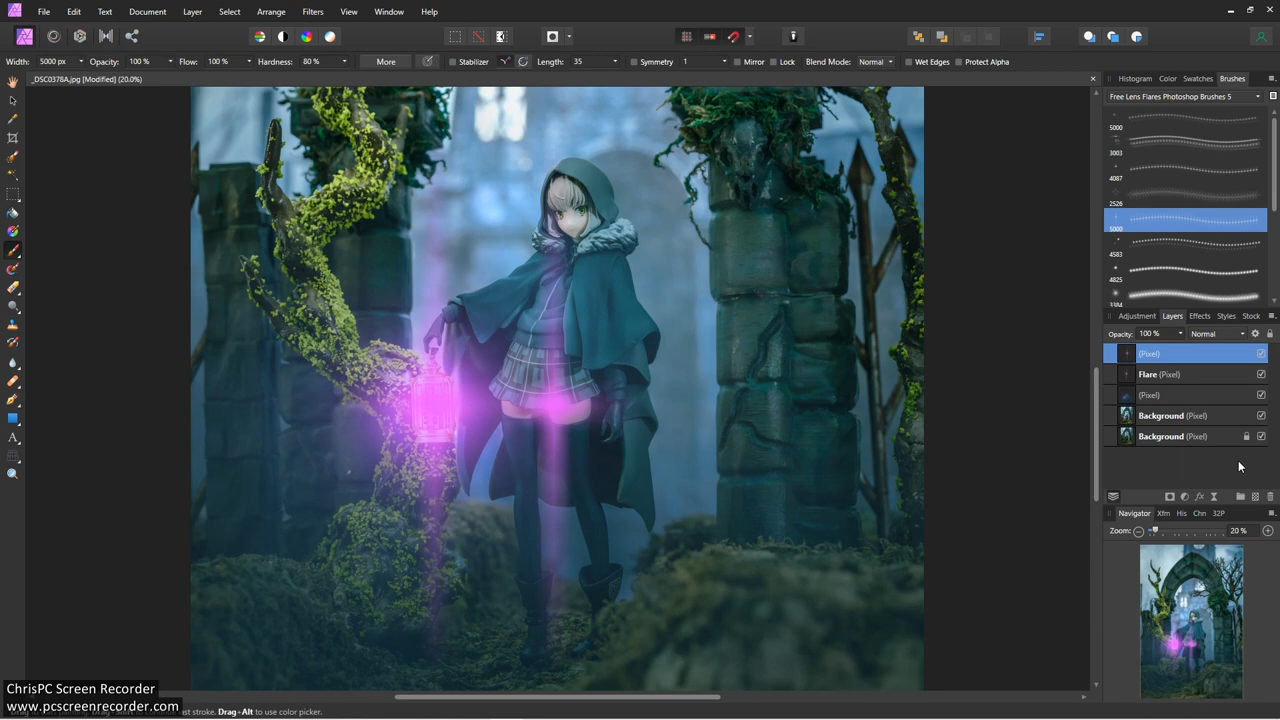 File Edit Text Document Layer Select Arrange Filters View Window Help
Width: 5000 px Opacity: 100 % Flow: 100 % Hardness: 80 % More Stabilizer Length: 35 Symmetry 1 Mirror Lock Blend Mode: Normal Wet Edges Protect Alpha
_DSC0378A.jpg [Modified] (20.0%)
Histogram Color Swatches Brushes
Free Lens Flares Photoshop Brushes 5
5000
3003
4087
2526
5000
4583
4825
Adjustment Layers Effects Styles Stock
Opacity: 100 % Normal
(Pixel)
Flare (Pixel)
(Pixel)
Background (Pixel)
Background (Pixel)
Navigator Xfm His Chn 32P
Zoom: 20 %
ChrisPC Screen Recorder
www.pcscreenrecorder.com
ast stroke. Drag+Alt to use color picker.